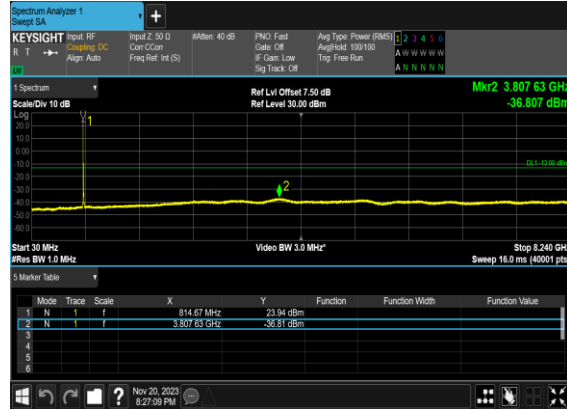 Spectrum Analyzer 1
Swept SA
KEYSIGHT Input: RF Input Z: 50 Ω #Atten: 40 dB PNO: Fast Avg Type: Power (RMS) 1 2 3 4 5 6
R T Coupling: DC Corr CCorr Gate: Off Avg|Hold: 100/100 A W W W W W
Align: Auto Freq Ref: Int (S) IF Gain: Low Trig: Free Run
Sig Track: Off A N N N N N
1 Spectrum Ref Lvl Offset 7.50 dB Mkr2 3.807 63 GHz
Scale/Div 10 dB Ref Level 30.00 dBm -36.807 dBm
Log
20.0
10.0
0.00
-10.0
DL1 -13.00 dBm
-20.0
-30.0
-40.0
-50.0
-60.0
1
2
Start 30 MHz Video BW 3.0 MHz* Stop 8.240 GHz
#Res BW 1.0 MHz Sweep 16.0 ms (40001 pts)
5 Marker Table
Mode Trace Scale X Y Function Function Width Function Value
1 N 1 f 814.67 MHz 23.94 dBm
2 N 1 f 3.807 63 GHz -36.81 dBm
3
4
5
6
? Nov 20, 2023
8:27:09 PM